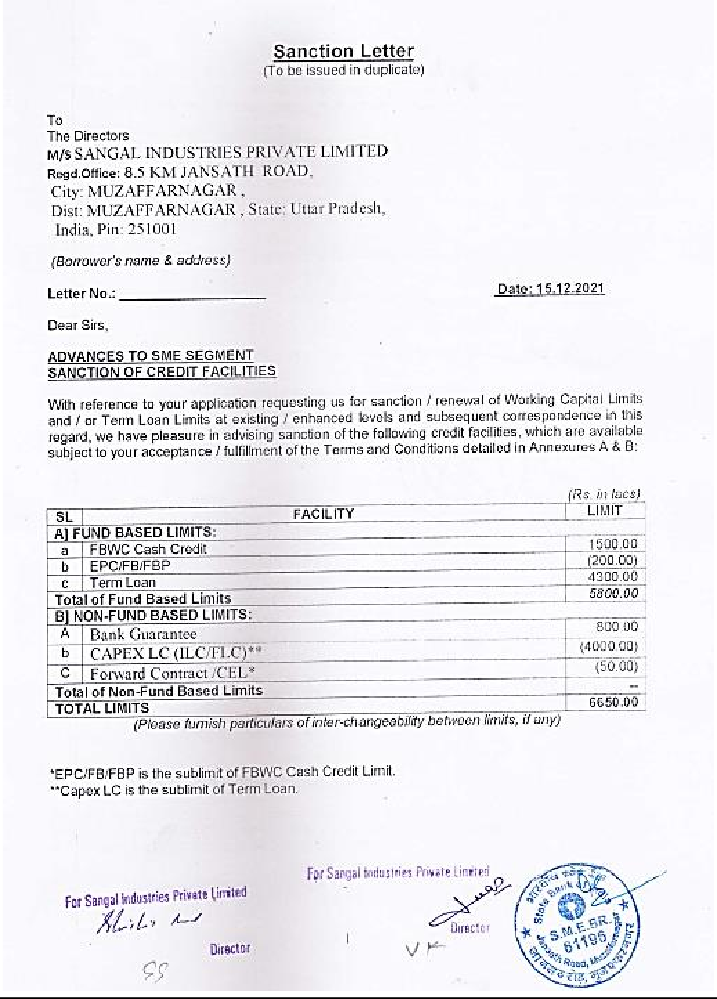 Sanction Letter
(To be issued in duplicate)
To
The Directors
M/s SANGAL INDUSTRIES PRIVATE LIMITED
Regd.Office: 8.5 KM JANSATH ROAD,
City: MUZAFFARNAGAR ,
Dist: MUZAFFARNAGAR , State: Uttar Pradesh,
India, Pin: 251001
(Borrower's name & address)
Letter No.: ____________________ Date: 15.12.2021
Dear Sirs,
ADVANCES TO SME SEGMENT
SANCTION OF CREDIT FACILITIES
With reference to your application requesting us for sanction / renewal of Working Capital Limits
and / or Term Loan Limits at existing / enhanced levels and subsequent correspondence in this
regard, we have pleasure in advising sanction of the following credit facilities, which are available
subject to your acceptance / fulfillment of the Terms and Conditions detailed in Annexures A & B:
(Rs. in lacs)
SL FACILITY LIMIT
A] FUND BASED LIMITS:
a FBWC Cash Credit 1500.00
b EPC/FB/FBP (200.00)
c Term Loan 4300.00
Total of Fund Based Limits 5800.00
B] NON-FUND BASED LIMITS:
A Bank Guarantee 800.00
b CAPEX LC (ILC/FLC)** (4000.00)
C Forward Contract /CEL* (50.00)
Total of Non-Fund Based Limits --
TOTAL LIMITS 6650.00
(Please furnish particulars of inter-changeability between limits, if any)
*EPC/FB/FBP is the sublimit of FBWC Cash Credit Limit.
**Capex LC is the sublimit of Term Loan.
For Sangal Industries Private Limited
Director
SS
For Sangal Industries Private Limited
Director
VK
1
State Bank
S.M.E.BR.
61196
Jansath Road, Muzaffarnagar
जानसठ रोड, मुजफ्फरनगर